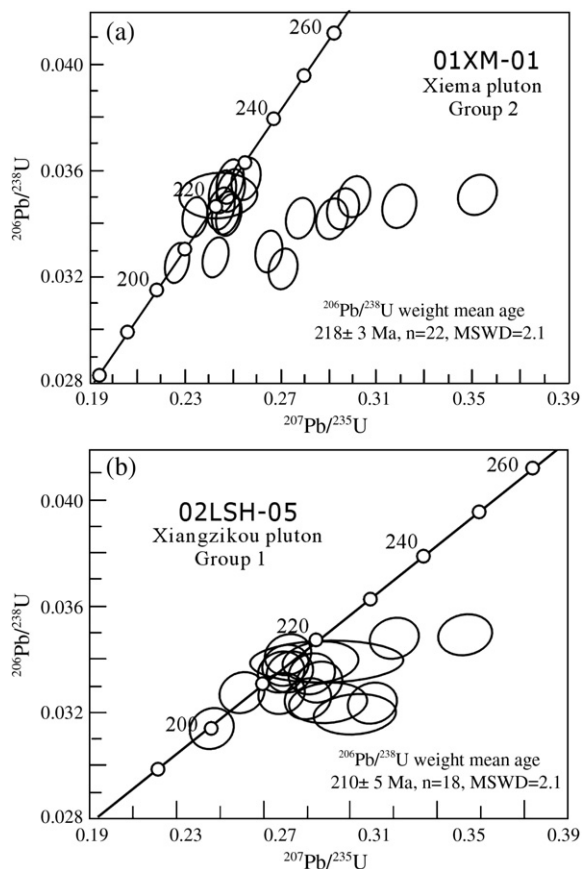 (a)
01XM-01
Xiema pluton
Group 2
260
240
220
200
0.040
0.036
0.032
0.028
²⁰⁶Pb/²³⁸U
²⁰⁶Pb/²³⁸U weight mean age
218± 3 Ma, n=22, MSWD=2.1
0.19 0.23 0.27 0.31 0.35 0.39
²⁰⁷Pb/²³⁵U
(b)
02LSH-05
Xiangzikou pluton
Group 1
260
240
220
200
0.040
0.036
0.032
0.028
²⁰⁶Pb/²³⁸U
²⁰⁶Pb/²³⁸U weight mean age
210± 5 Ma, n=18, MSWD=2.1
0.19 0.23 0.27 0.31 0.35 0.39
²⁰⁷Pb/²³⁵U